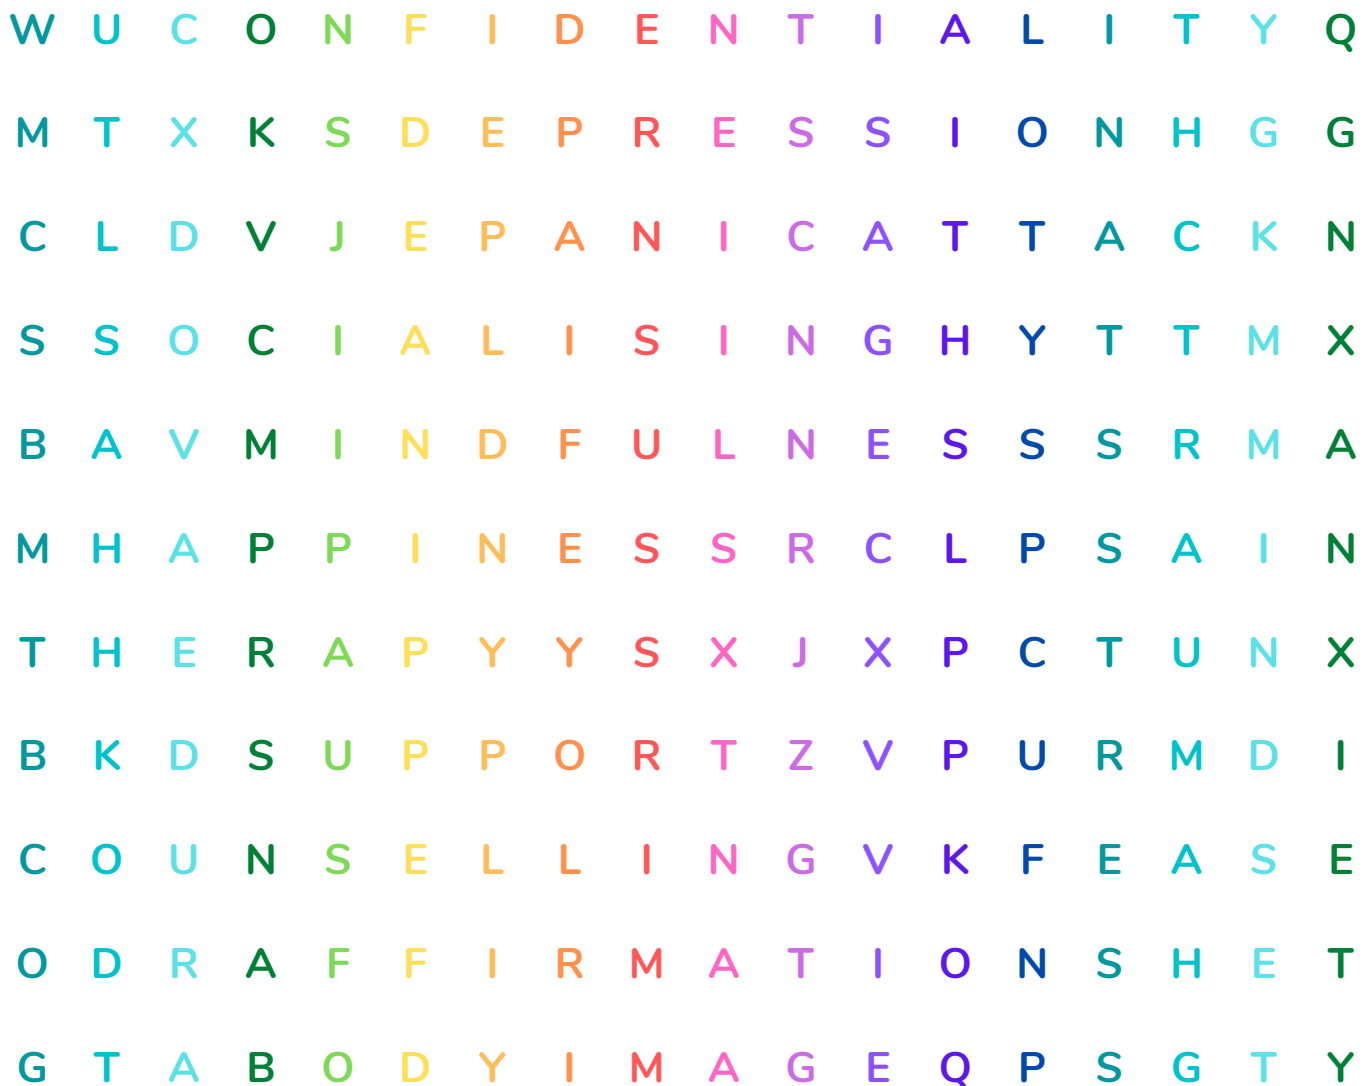 W U C O N F I D E N T I A L I T Y Q
M T X K S D E P R E S S I O N H G G
C L D V J E P A N I C A T T A C K N
S S O C I A L I S I N G H Y T T M X
B A V M I N D F U L N E S S S R M A
M H A P P I N E S S R C L P S A I N
T H E R A P Y Y S X J X P C T U N X
B K D S U P P O R T Z V P U R M D I
C O U N S E L L I N G V K F E A S E
O D R A F F I R M A T I O N S H E T
G T A B O D Y I M A G E Q P S G T Y